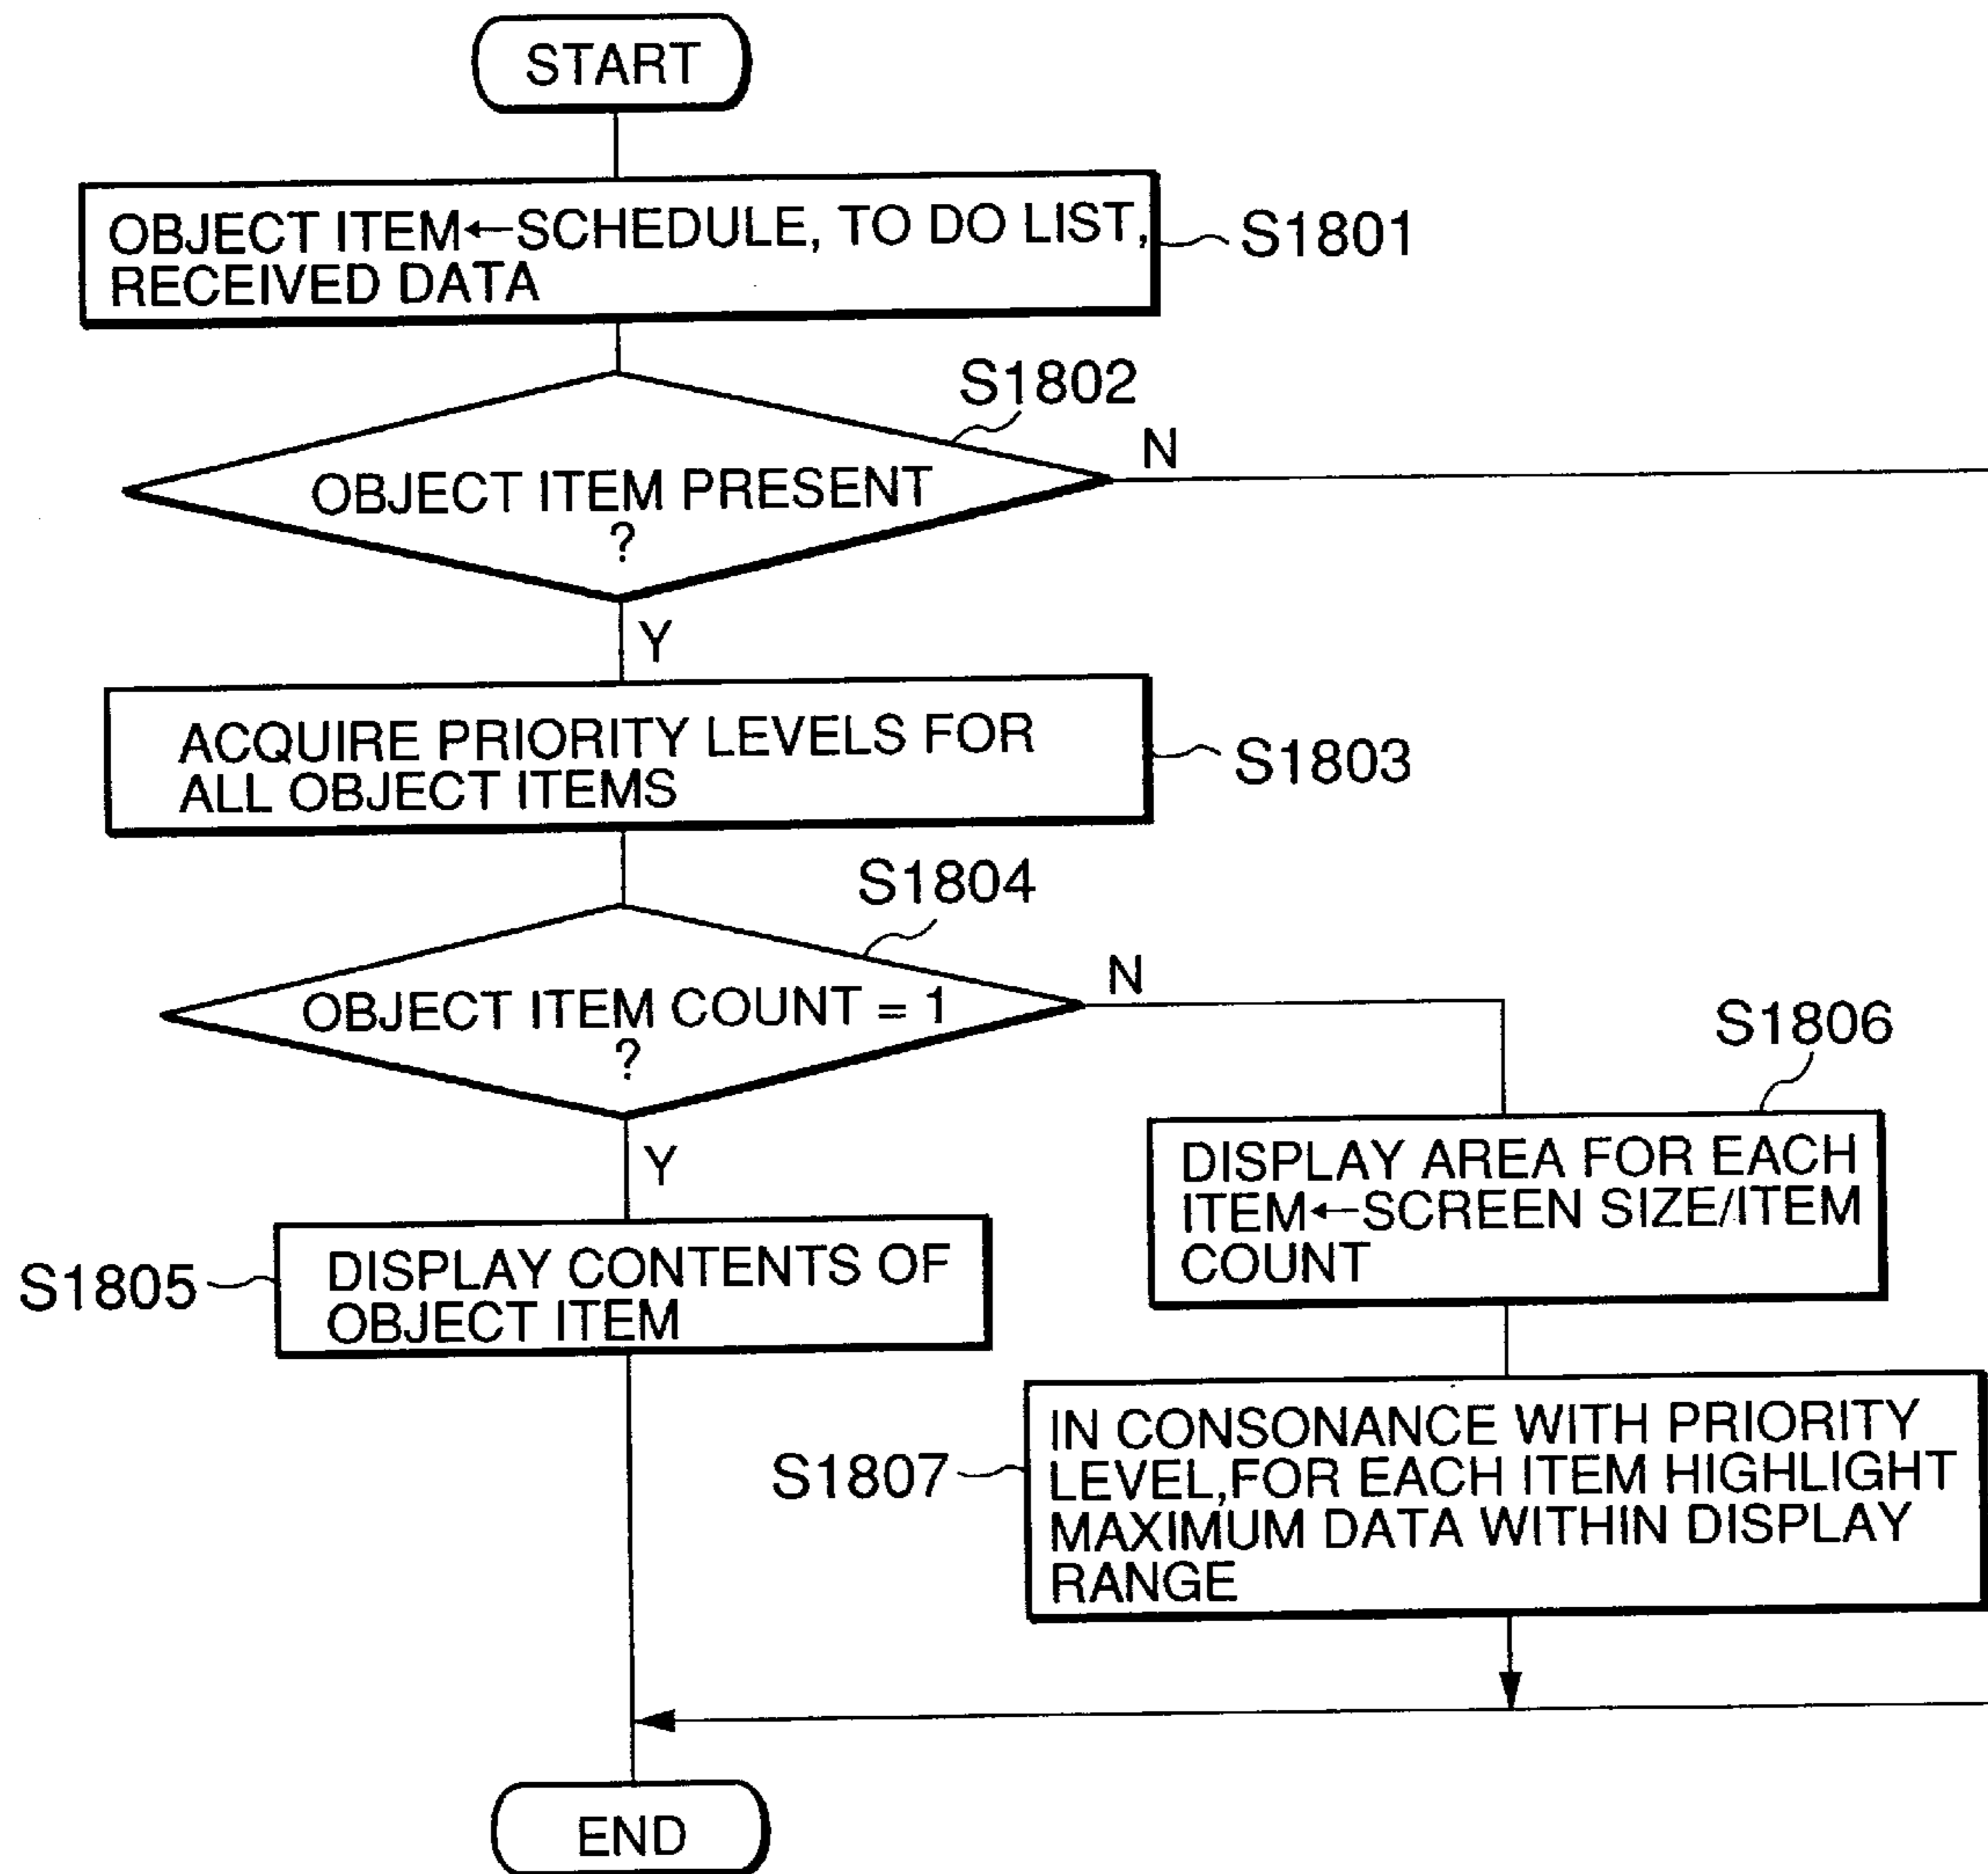 START
OBJECT ITEM←SCHEDULE, TO DO LIST,
RECEIVED DATA
S1801
S1802
OBJECT ITEM PRESENT
?
N
Y
ACQUIRE PRIORITY LEVELS FOR
ALL OBJECT ITEMS
S1803
S1804
OBJECT ITEM COUNT = 1
?
N
Y
S1806
DISPLAY AREA FOR EACH
ITEM←SCREEN SIZE/ITEM
COUNT
S1805
DISPLAY CONTENTS OF
OBJECT ITEM
S1807
IN CONSONANCE WITH PRIORITY
LEVEL,FOR EACH ITEM HIGHLIGHT
MAXIMUM DATA WITHIN DISPLAY
RANGE
END